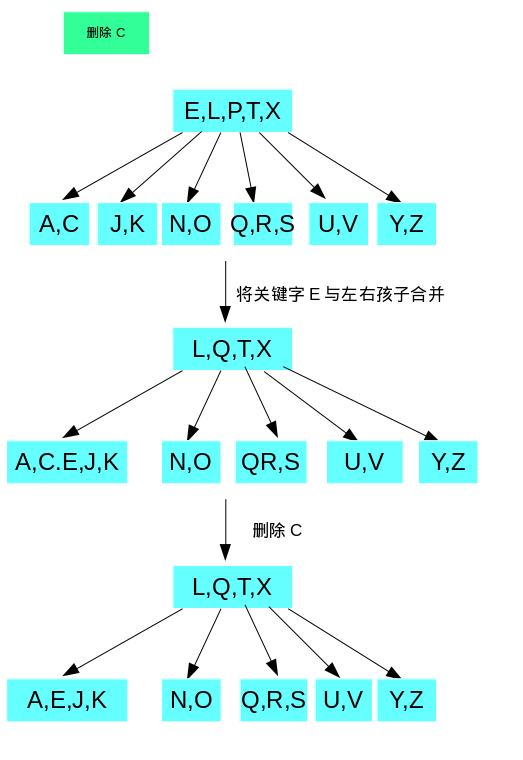 删除 C
E,L,P,T,X
A,C J,K N,O Q,R,S U,V Y,Z
将关键字 E 与左右孩子合并
L,Q,T,X
A,C.E,J,K N,O QR,S U,V Y,Z
删除 C
L,Q,T,X
A,E,J,K N,O Q,R,S U,V Y,Z